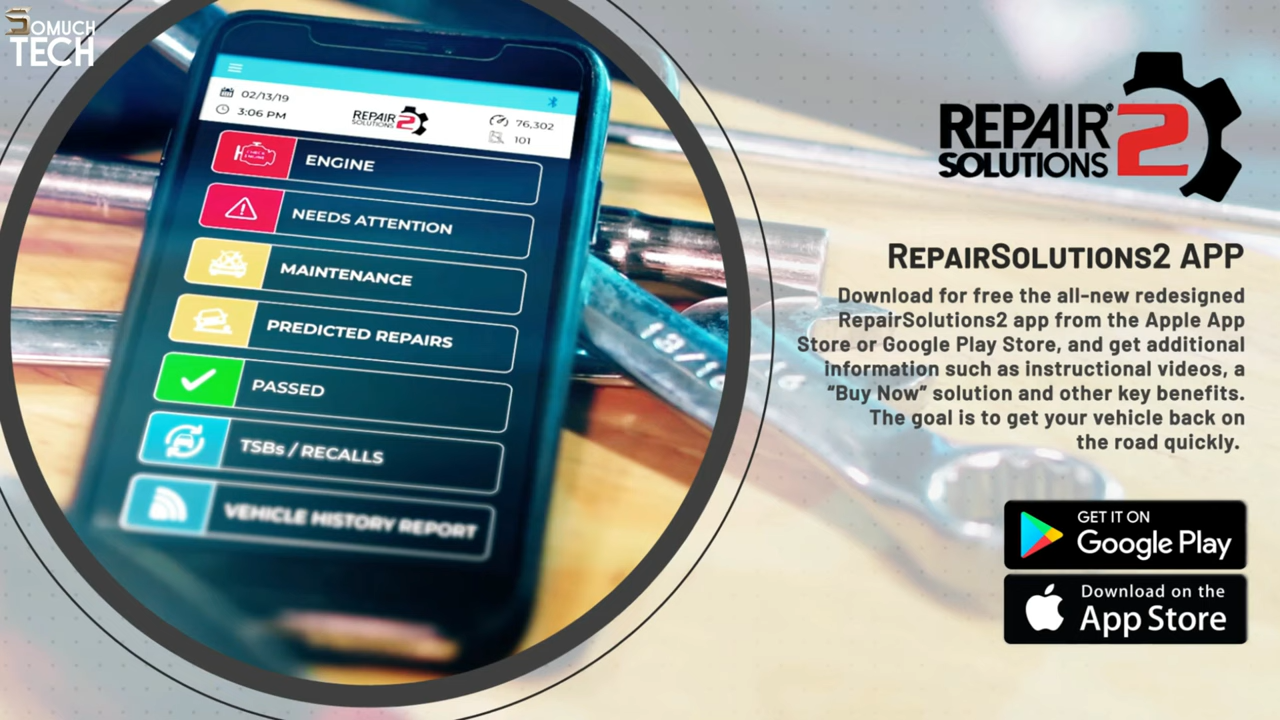 SOMUCH
TECH
02/13/19
3:06 PM
REPAIR
SOLUTIONS 2
76,302
101
CHECK
ENGINE
ENGINE
NEEDS ATTENTION
MAINTENANCE
PREDICTED REPAIRS
PASSED
TSBs / RECALLS
VEHICLE HISTORY REPORT
13/16
REPAIR®
SOLUTIONS 2
REPAIRSOLUTIONS2 APP
Download for free the all-new redesigned
RepairSolutions2 app from the Apple App
Store or Google Play Store, and get additional
information such as instructional videos, a
“Buy Now” solution and other key benefits.
The goal is to get your vehicle back on
the road quickly.
GET IT ON
Google Play
Download on the
App Store